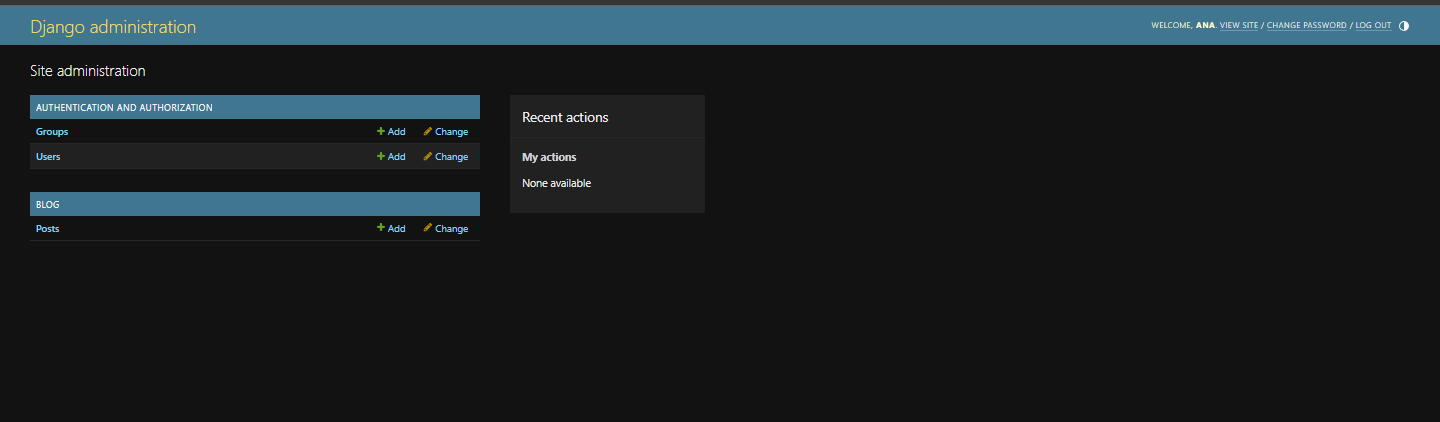 Django administration
WELCOME, ANA. VIEW SITE / CHANGE PASSWORD / LOG OUT
Site administration
AUTHENTICATION AND AUTHORIZATION
Groups Add Change
Users Add Change
BLOG
Posts Add Change
Recent actions
My actions
None available